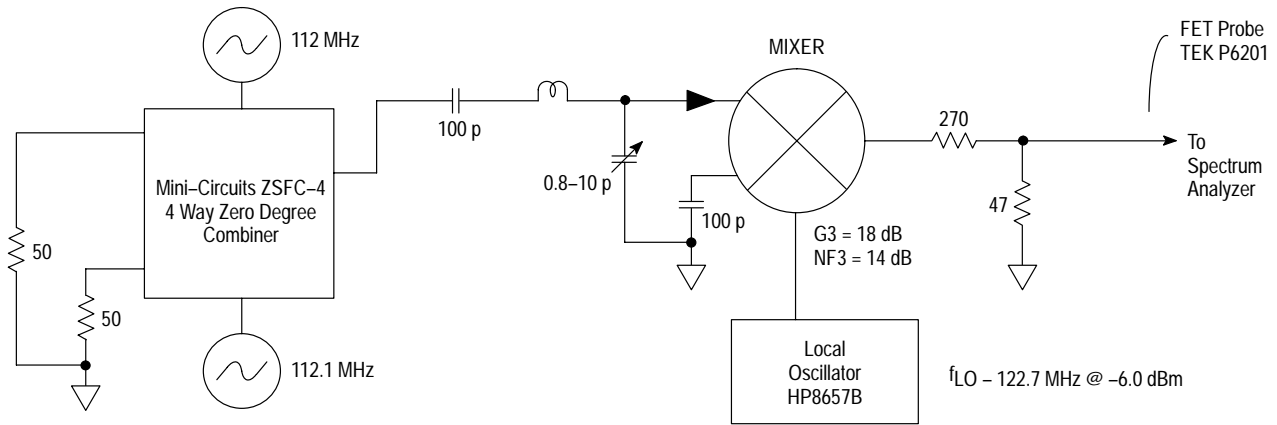 112 MHz
MIXER
FET Probe
TEK P6201
100 p
270
To
Spectrum
Analyzer
Mini–Circuits ZSFC–4
4 Way Zero Degree
Combiner
0.8–10 p
100 p
47
G3 = 18 dB
NF3 = 14 dB
50
50
112.1 MHz
Local
Oscillator
HP8657B
fLO – 122.7 MHz @ –6.0 dBm